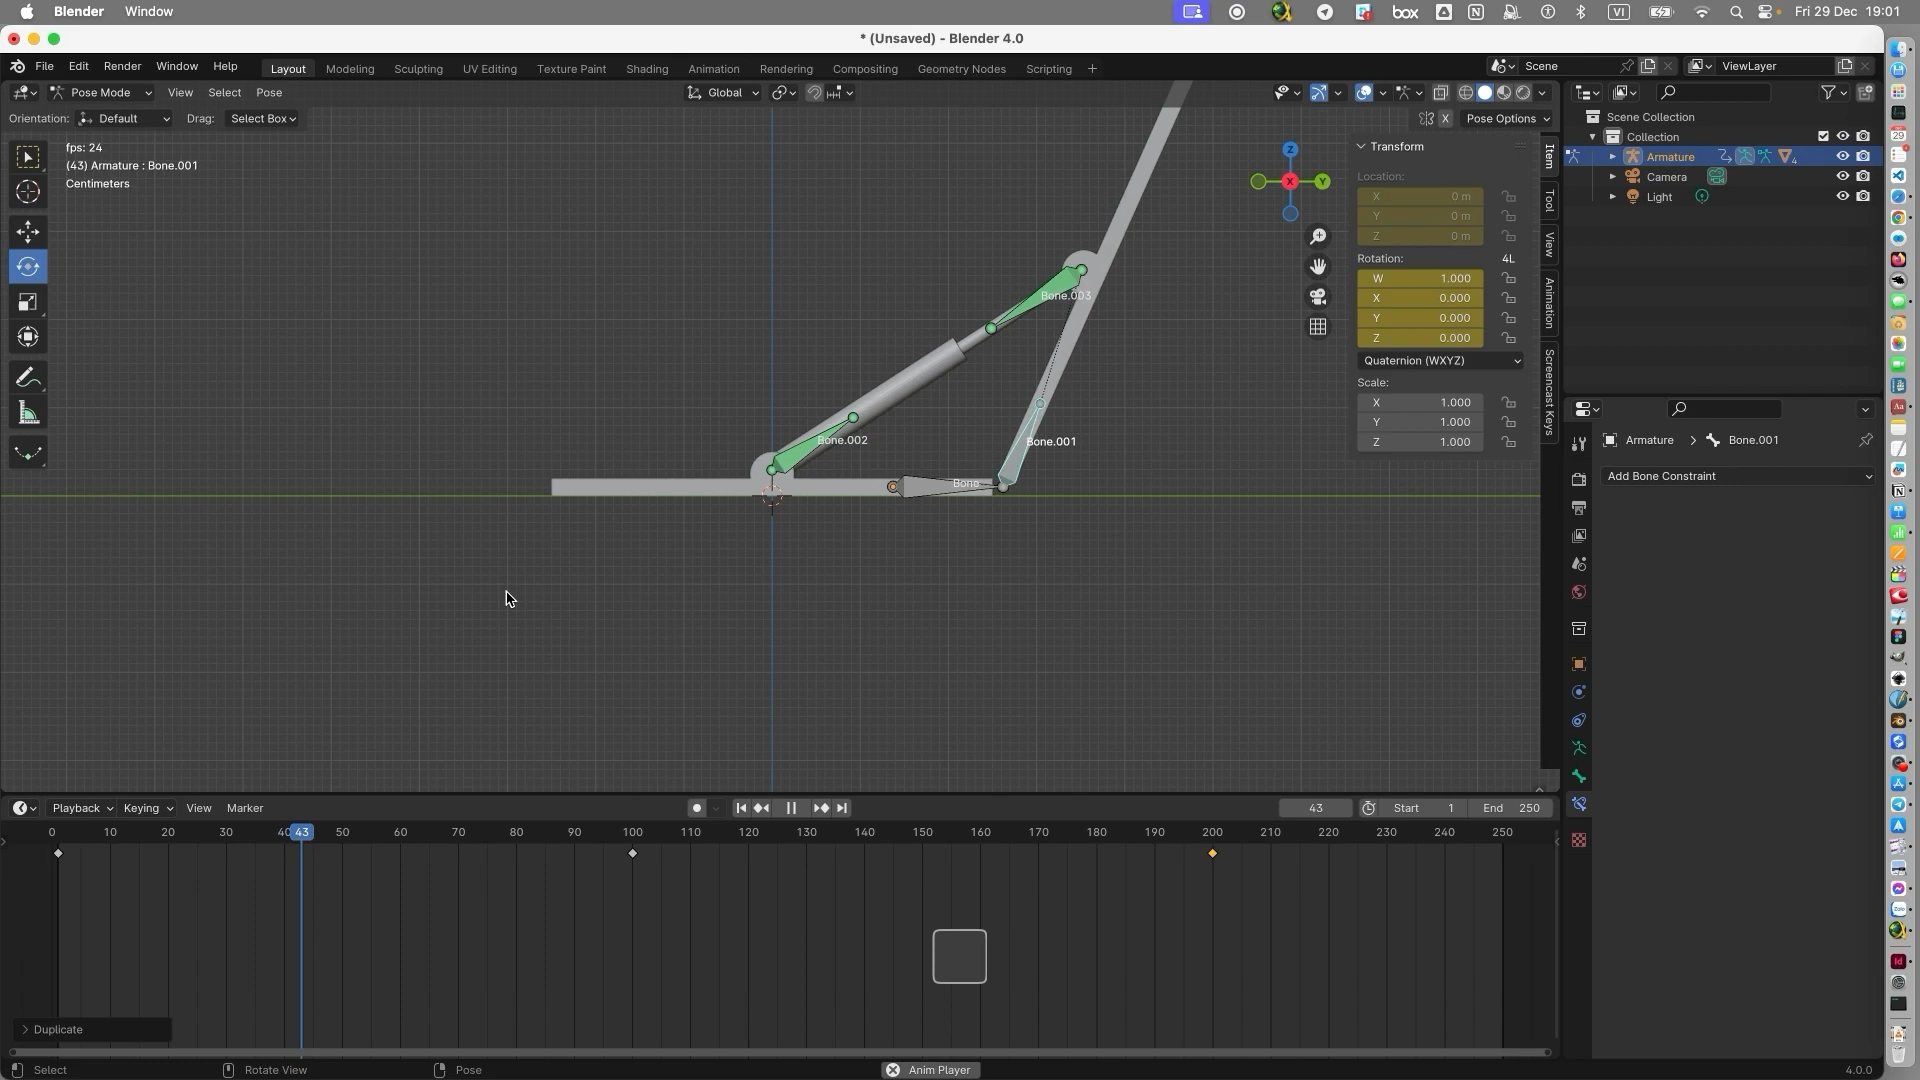 Blender Window
box N VI Fri 29 Dec 19:01
* (Unsaved) - Blender 4.0
File Edit Render Window Help
Layout Modeling Sculpting UV Editing Texture Paint Shading Animation Rendering Compositing Geometry Nodes Scripting +
Scene ViewLayer
Pose Mode View Select Pose Global
Orientation: Default Drag: Select Box X Pose Options
fps: 24
(43) Armature : Bone.001
Centimeters
Z
X
Y
Transform
Location:
X 0 m
Y 0 m
Z 0 m
Rotation: 4L
W 1.000
X 0.000
Y 0.000
Z 0.000
Quaternion (WXYZ)
Scale:
X 1.000
Y 1.000
Z 1.000
Item
Tool
View
Animation
Screencast Keys
Bone.003
Bone.002
Bone.001
Bone
Scene Collection
Collection
Armature 4
Camera
Light
Armature > Bone.001
Add Bone Constraint
Playback Keying View Marker 43 Start 1 End 250
0 10 20 30 40 43 50 60 70 80 90 100 110 120 130 140 150 160 170 180 190 200 210 220 230 240 250
Duplicate
Select Rotate View Pose Anim Player 4.0.0